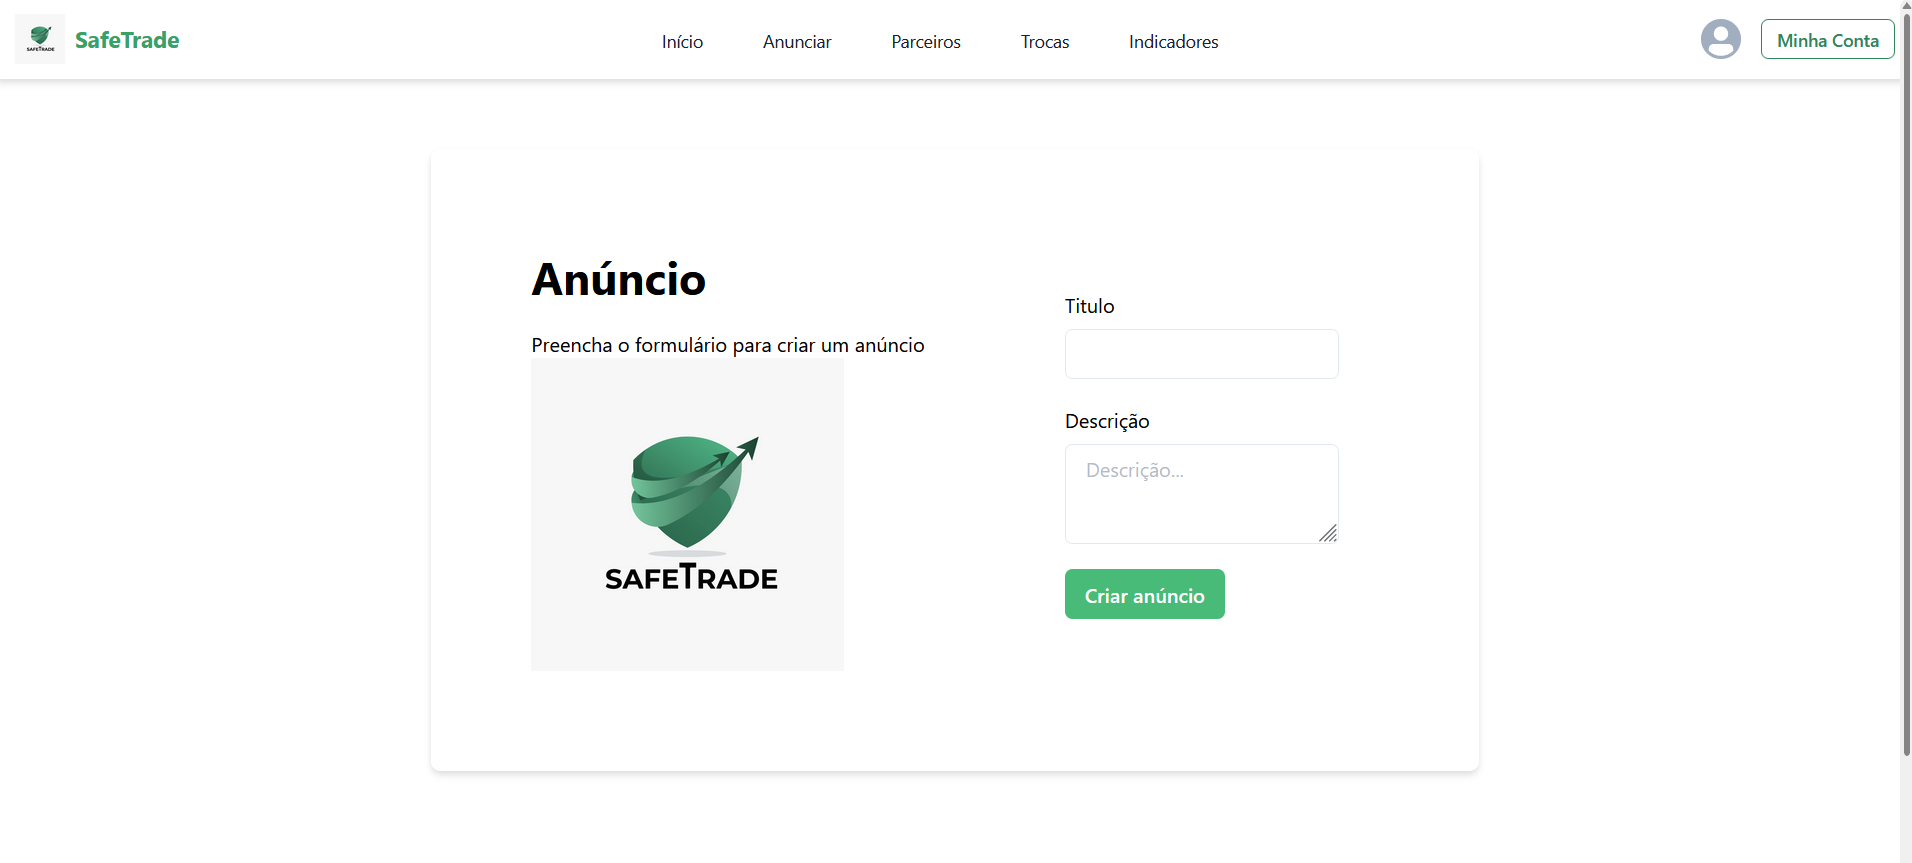 SAFETRADE
SafeTrade
Início
Anunciar
Parceiros
Trocas
Indicadores
Minha Conta
Anúncio
Preencha o formulário para criar um anúncio
SAFETRADE
Titulo
Descrição
Descrição...
Criar anúncio